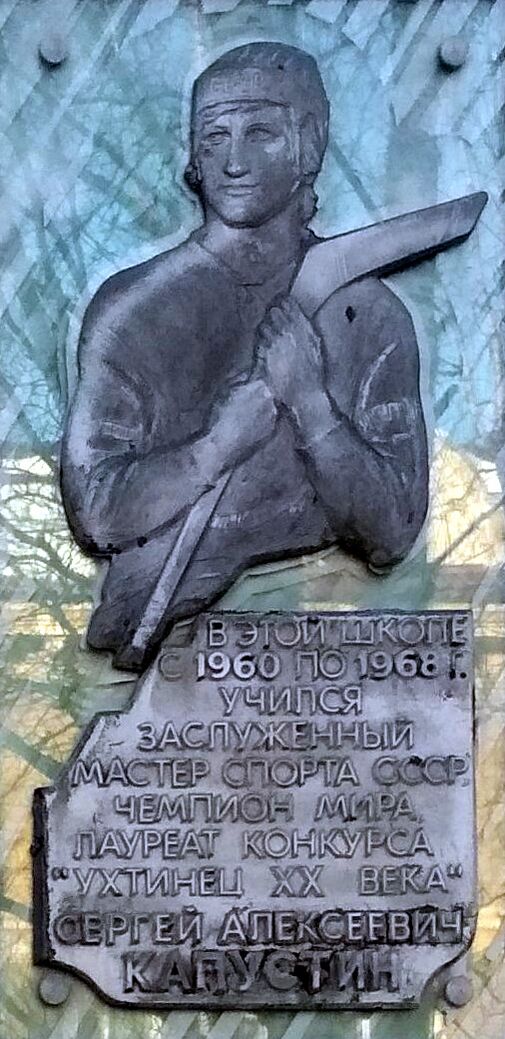 В ЭТОЙ ШКОЛЕ
С 1960 ПО 1968 Г.
УЧИЛСЯ
ЗАСЛУЖЕННЫЙ
МАСТЕР СПОРТА СССР,
ЧЕМПИОН МИРА,
ЛАУРЕАТ КОНКУРСА
"УХТИНЕЦ XX ВЕКА"
СЕРГЕЙ АЛЕКСЕЕВИЧ
КАПУСТИН